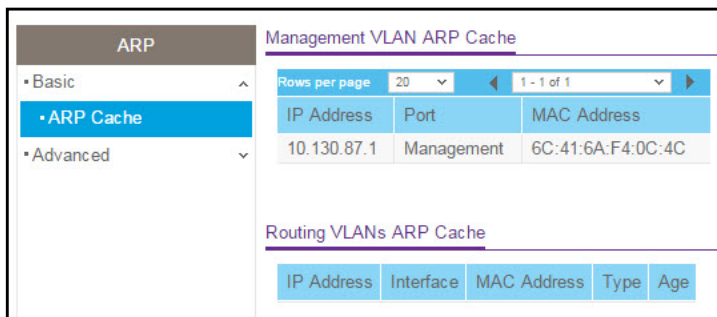 ARP
Basic
ARP Cache
Advanced
Management VLAN ARP Cache
Rows per page 20 1 - 1 of 1
IP Address Port MAC Address
10.130.87.1 Management 6C:41:6A:F4:0C:4C
Routing VLANs ARP Cache
IP Address Interface MAC Address Type Age